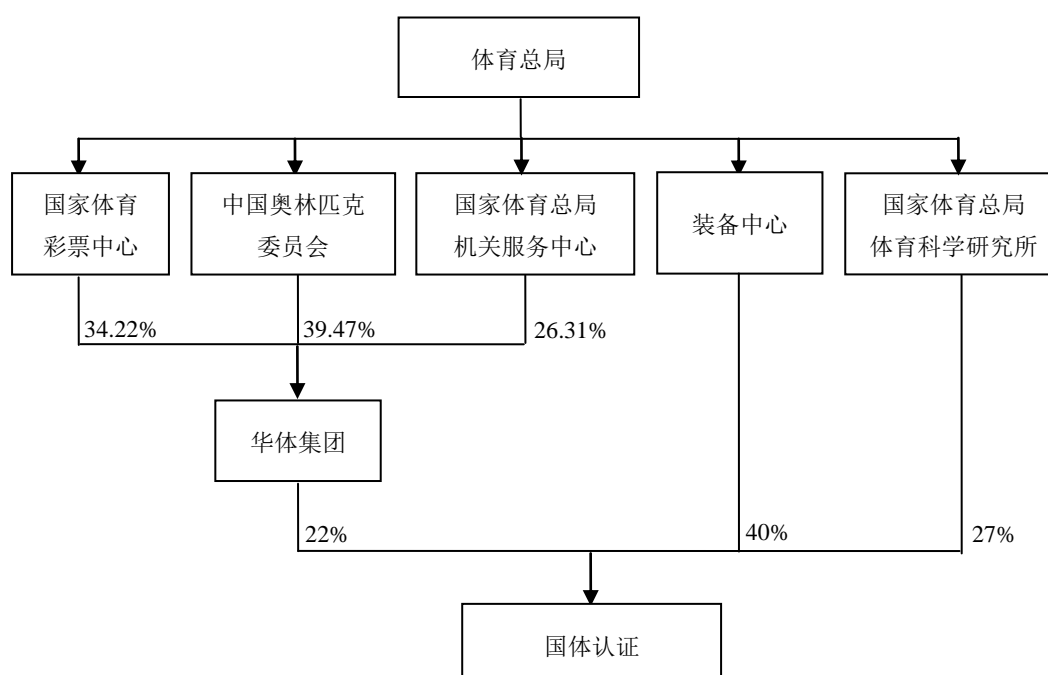 体育总局
国家体育
彩票中心
中国奥林匹克
委员会
国家体育总局
机关服务中心
装备中心
国家体育总局
体育科学研究所
34.22%
39.47%
26.31%
华体集团
22%
40%
27%
国体认证